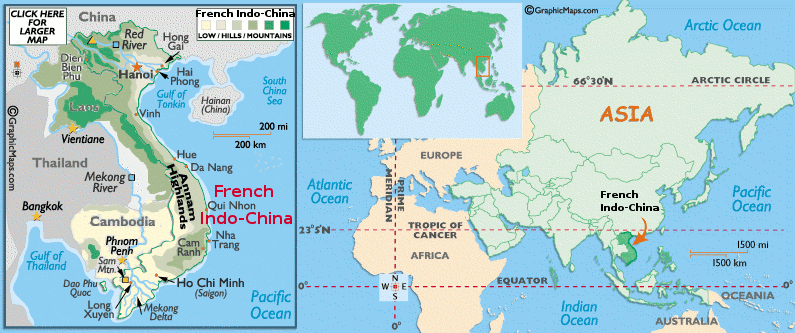 CLICK HERE
FOR
LARGER
MAP
China
French Indo-China
LOW / HILLS / MOUNTAINS
Red
River
Hong
Gai
Dien
Bien
Phu
Hanoi
Hai
Phong
Gulf of
Tonkin
South
China
Sea
Hainan
(China)
©GraphicMaps.com
Laos
Vinh
Vientiane
200 mi
200 km
Thailand
Hue
Da Nang
Mekong
River
Annam
Highlands
French
Indo-China
Bangkok
Qui Nhon
Cambodia
Gulf of
Thailand
Phnom
Penh
Nha
Trang
Cam
Ranh
Sam
Mtn.
Dao Phu
Quoc
Ho Chi Minh
(Saigon)
Long
Xuyen
Mekong
Delta
Pacific
Ocean
©GraphicMaps.com
Arctic Ocean
66°30'N
ARCTIC CIRCLE
ASIA
EUROPE
Atlantic
Ocean
PRIME
MERIDIAN
French
Indo-China
Pacific
Ocean
23°5'N
TROPIC OF
CANCER
AFRICA
1500 mi
1500 km
N
W E
S
EQUATOR
0°
Indian
Ocean
OCEANIA
AUSTRALIA
0°